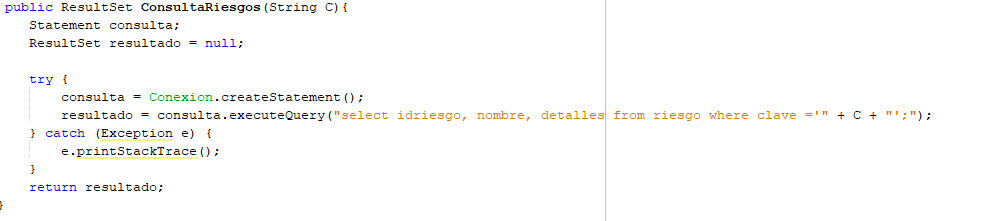 public ResultSet ConsultaRiesgos(String C){
Statement consulta;
ResultSet resultado = null;
try {
consulta = Conexion.createStatement();
resultado = consulta.executeQuery("select idriesgo, nombre, detalles from riesgo where clave ='" + C + "';");
} catch (Exception e) {
e.printStackTrace();
}
return resultado;
}